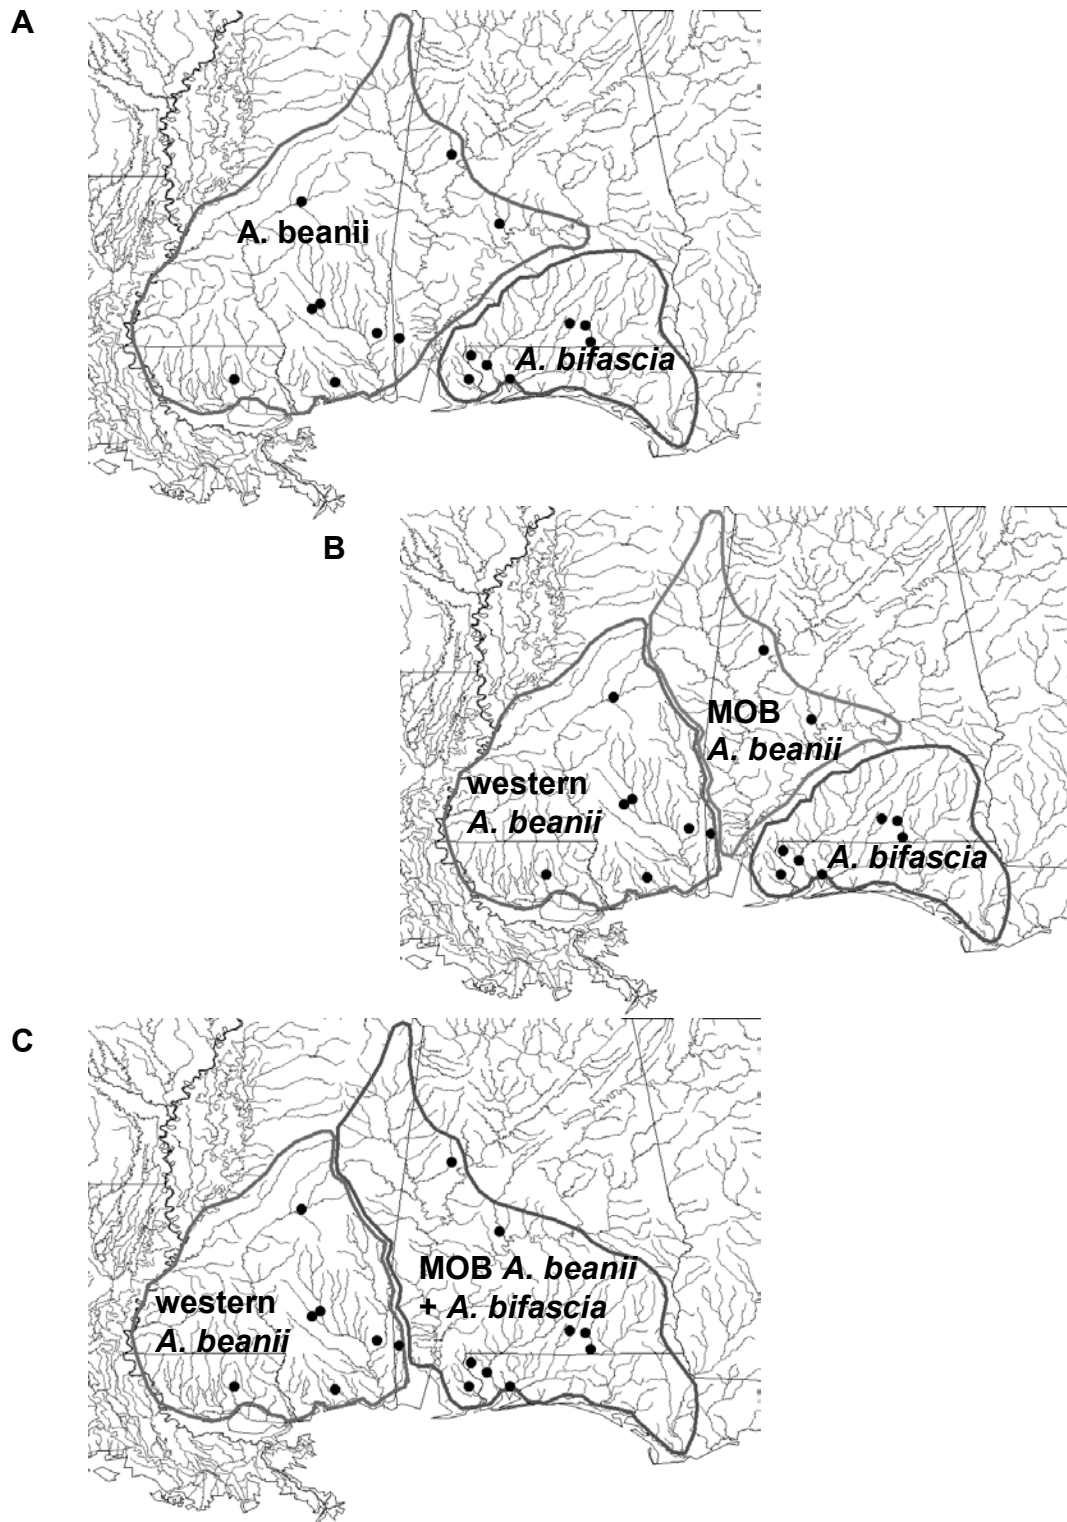 A
A. beanii
A. bifascia
B
MOB
A. beanii
western
A. beanii
A. bifascia
C
MOB A. beanii
+ A. bifascia
western
A. beanii